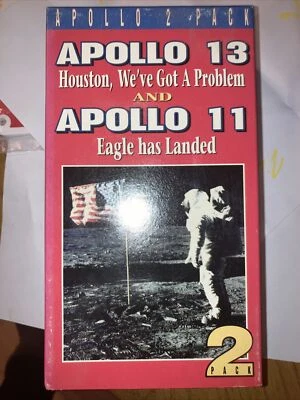 APOLLO 2 PACK
APOLLO 13
Houston, We've Got A Problem
AND
APOLLO 11
Eagle has Landed
2
PACK